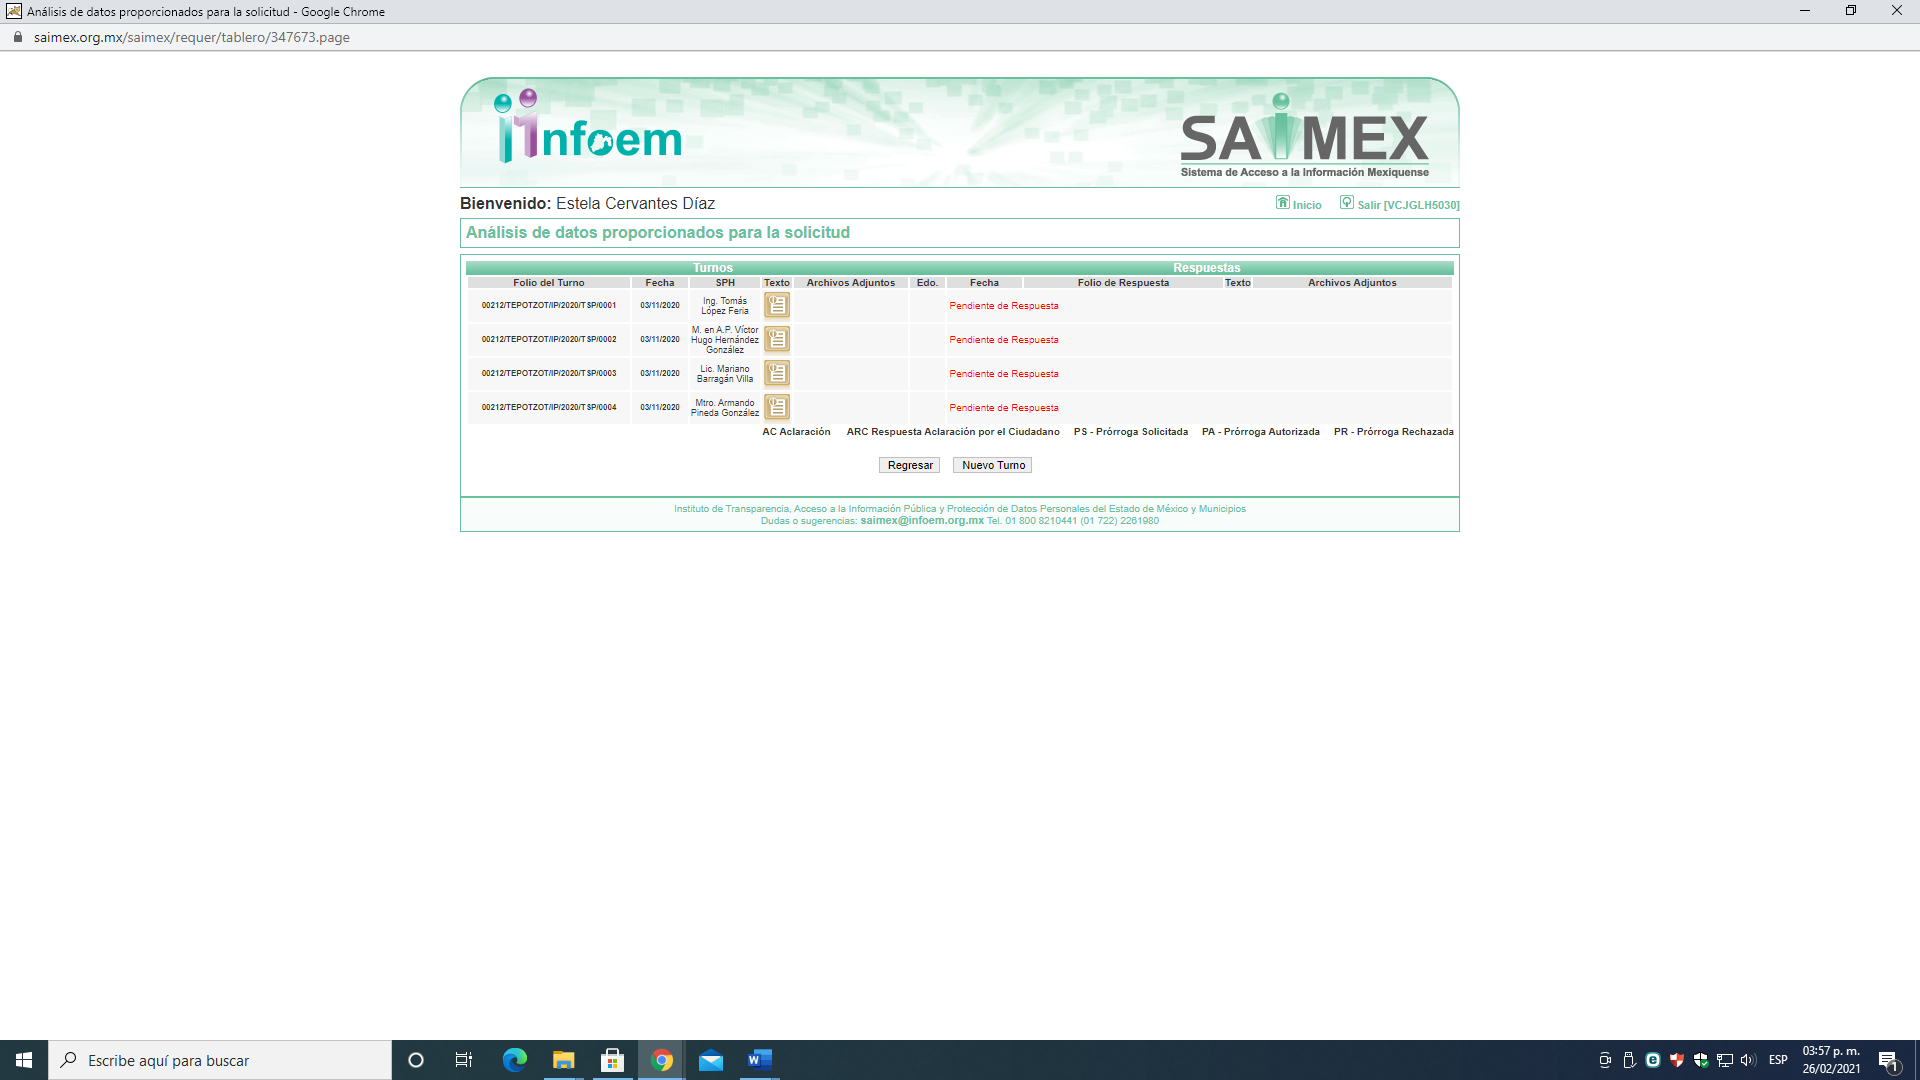 Análisis de datos proporcionados para la solicitud - Google Chrome
saimex.org.mx/saimex/requer/tablero/347673.page
infoem
SAIMEX
Sistema de Acceso a la Información Mexiquense
Bienvenido: Estela Cervantes Díaz
Inicio Salir [VCJGLH5030]
Análisis de datos proporcionados para la solicitud
Turnos Respuestas
Folio del Turno Fecha SPH Texto Archivos Adjuntos Edo. Fecha Folio de Respuesta Texto Archivos Adjuntos
00212/TEPOTZOT/IP/2020/TSP/0001 03/11/2020 Ing. Tomás López Feria Pendiente de Respuesta
00212/TEPOTZOT/IP/2020/TSP/0002 03/11/2020 M. en A.P. Víctor Hugo Hernández González Pendiente de Respuesta
00212/TEPOTZOT/IP/2020/TSP/0003 03/11/2020 Lic. Mariano Barragán Villa Pendiente de Respuesta
00212/TEPOTZOT/IP/2020/TSP/0004 03/11/2020 Mtro. Armando Pineda González Pendiente de Respuesta
AC Aclaración ARC Respuesta Aclaración por el Ciudadano PS - Prórroga Solicitada PA - Prórroga Autorizada PR - Prórroga Rechazada
Regresar Nuevo Turno
Instituto de Transparencia, Acceso a la Información Pública y Protección de Datos Personales del Estado de México y Municipios
Dudas o sugerencias: saimex@infoem.org.mx Tel. 01 800 8210441 (01 722) 2261980
Escribe aquí para buscar
ESP
03:57 p. m.
26/02/2021
1